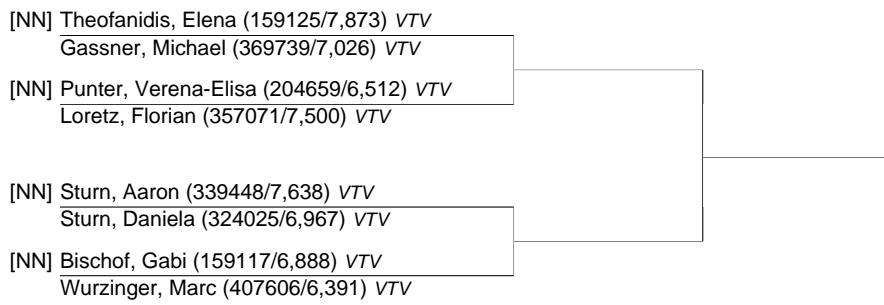 [NN] Theofanidis, Elena (159125/7,873) VTV
Gassner, Michael (369739/7,026) VTV
[NN] Punter, Verena-Elisa (204659/6,512) VTV
Loretz, Florian (357071/7,500) VTV
[NN] Sturn, Aaron (339448/7,638) VTV
Sturn, Daniela (324025/6,967) VTV
[NN] Bischof, Gabi (159117/6,888) VTV
Wurzinger, Marc (407606/6,391) VTV